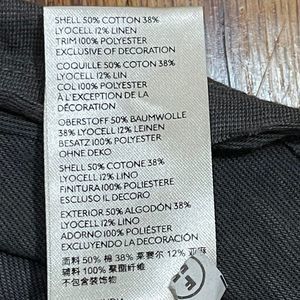 SHELL 50% COTTON 38%
LYOCELL 12% LINEN
TRIM 100% POLYESTER
EXCLUSIVE OF DECORATION
COQUILLE 50% COTON 38%
LYOCELL 12% LIN
COL 100% POLYESTER
À L'EXCEPTION DE LA
DÉCORATION
OBERSTOFF 50% BAUMWOLLE
38% LYOCELL 12% LEINEN
BESATZ 100% POLYESTER
OHNE DEKO
SHELL 50% COTONE 38%
LYOCELL 12% LINO
FINITURA 100% POLIESTERE
ESCLUSO IL DECORO
EXTERIOR 50% ALGODÓN 38%
LYOCELL 12% LINO
ADORNO 100% POLIÉSTER
EXCLUYENDO LA DECORACIÓN
面料 50% 棉 38% 莱赛尔 12% 亚麻
辅料 100% 聚酯纤维
不包含装饰物